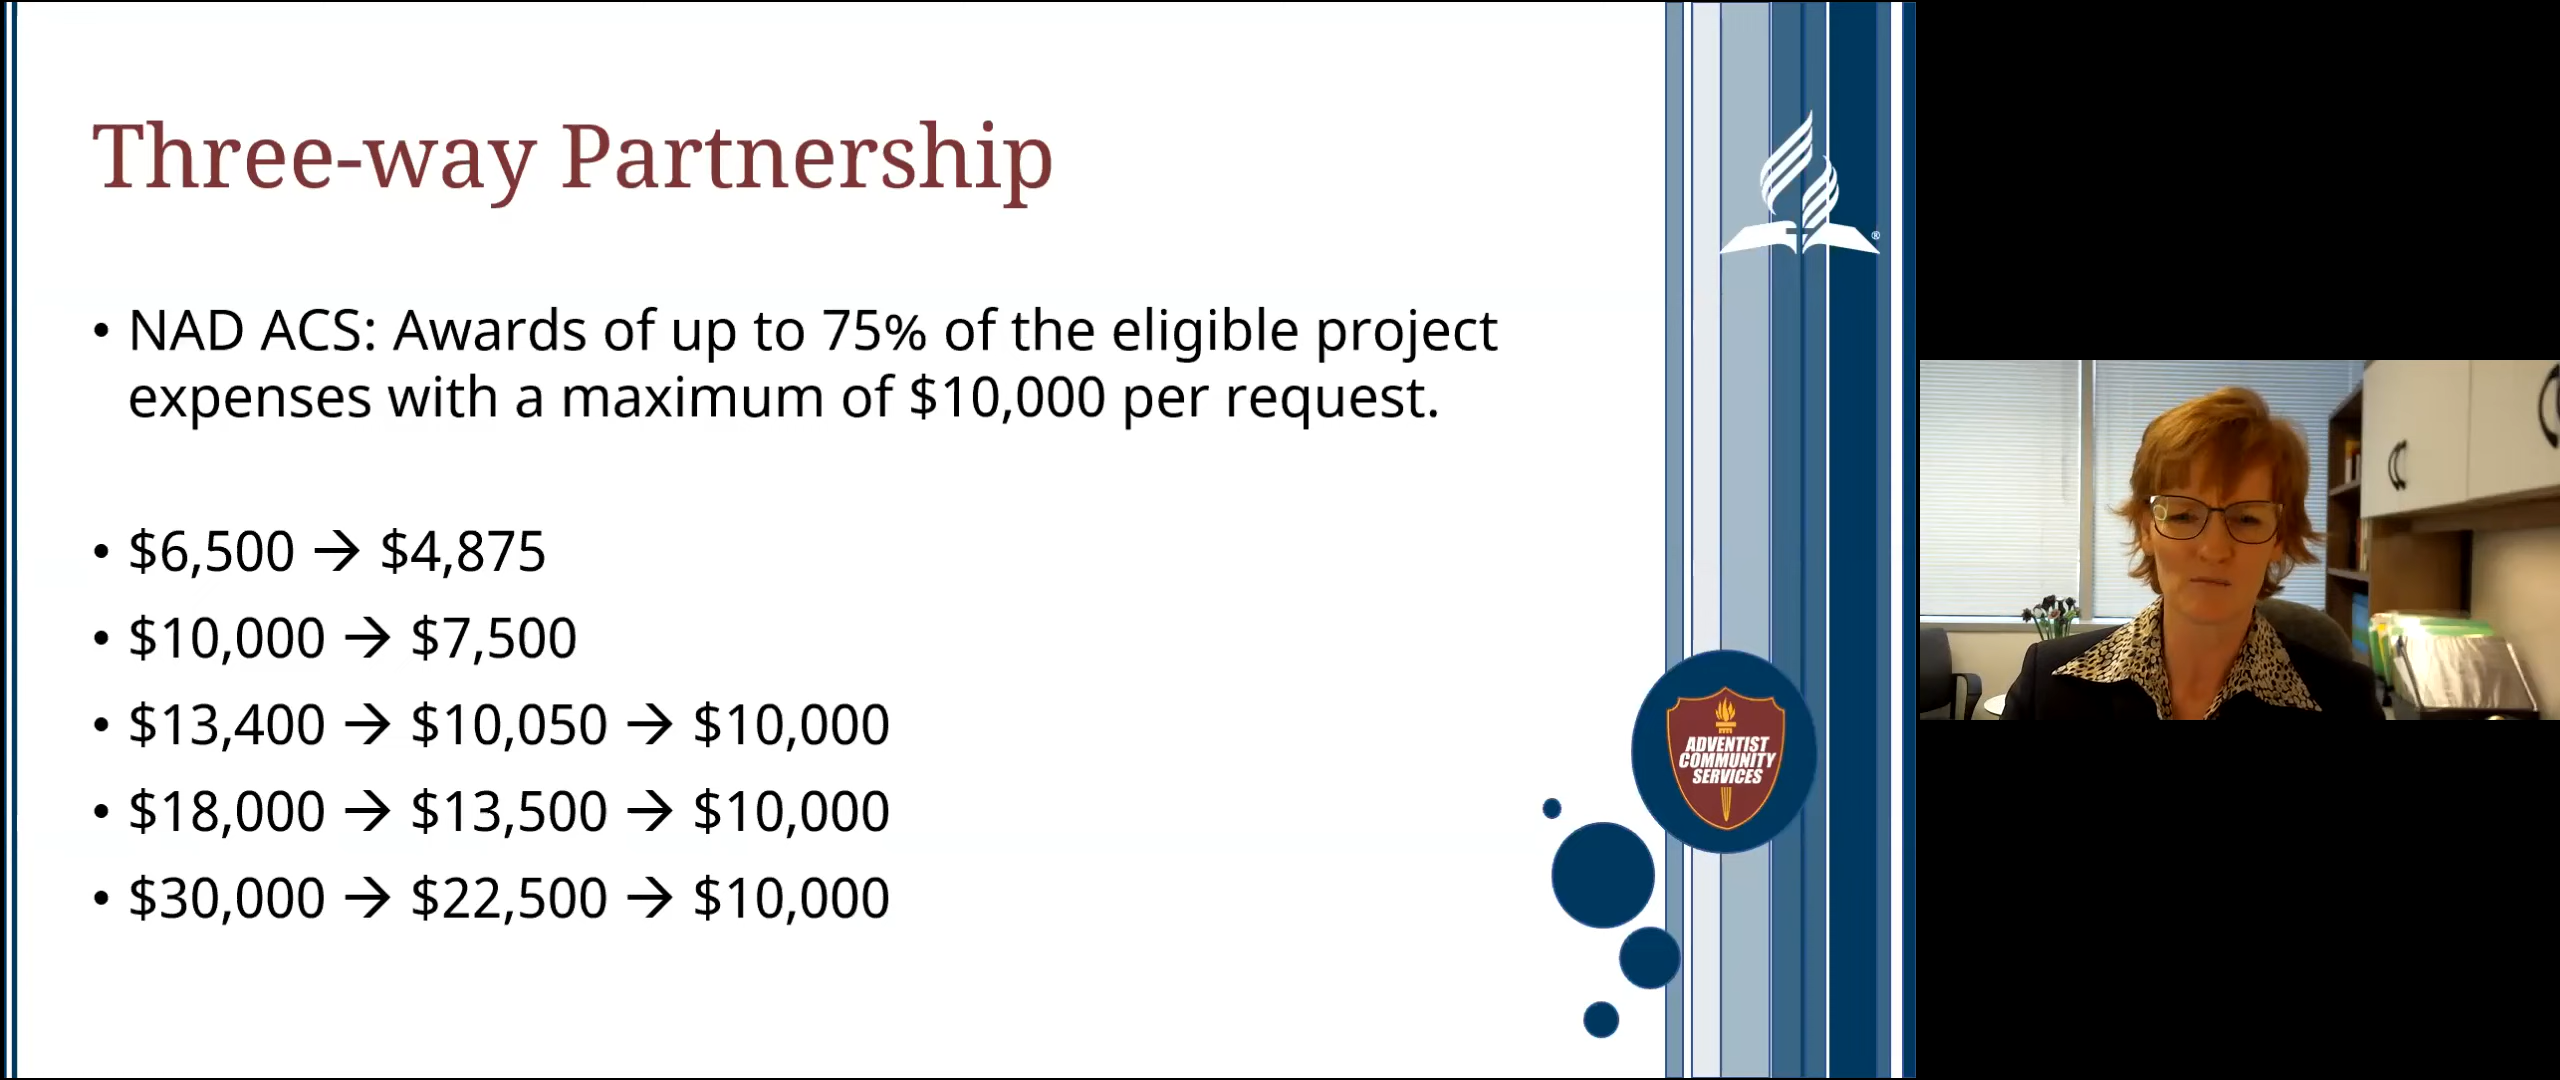 Three-way Partnership
• NAD ACS: Awards of up to 75% of the eligible project
expenses with a maximum of $10,000 per request.
• $6,500 → $4,875
• $10,000 → $7,500
• $13,400 → $10,050 → $10,000
• $18,000 → $13,500 → $10,000
• $30,000 → $22,500 → $10,000
®
ADVENTIST
COMMUNITY
SERVICES